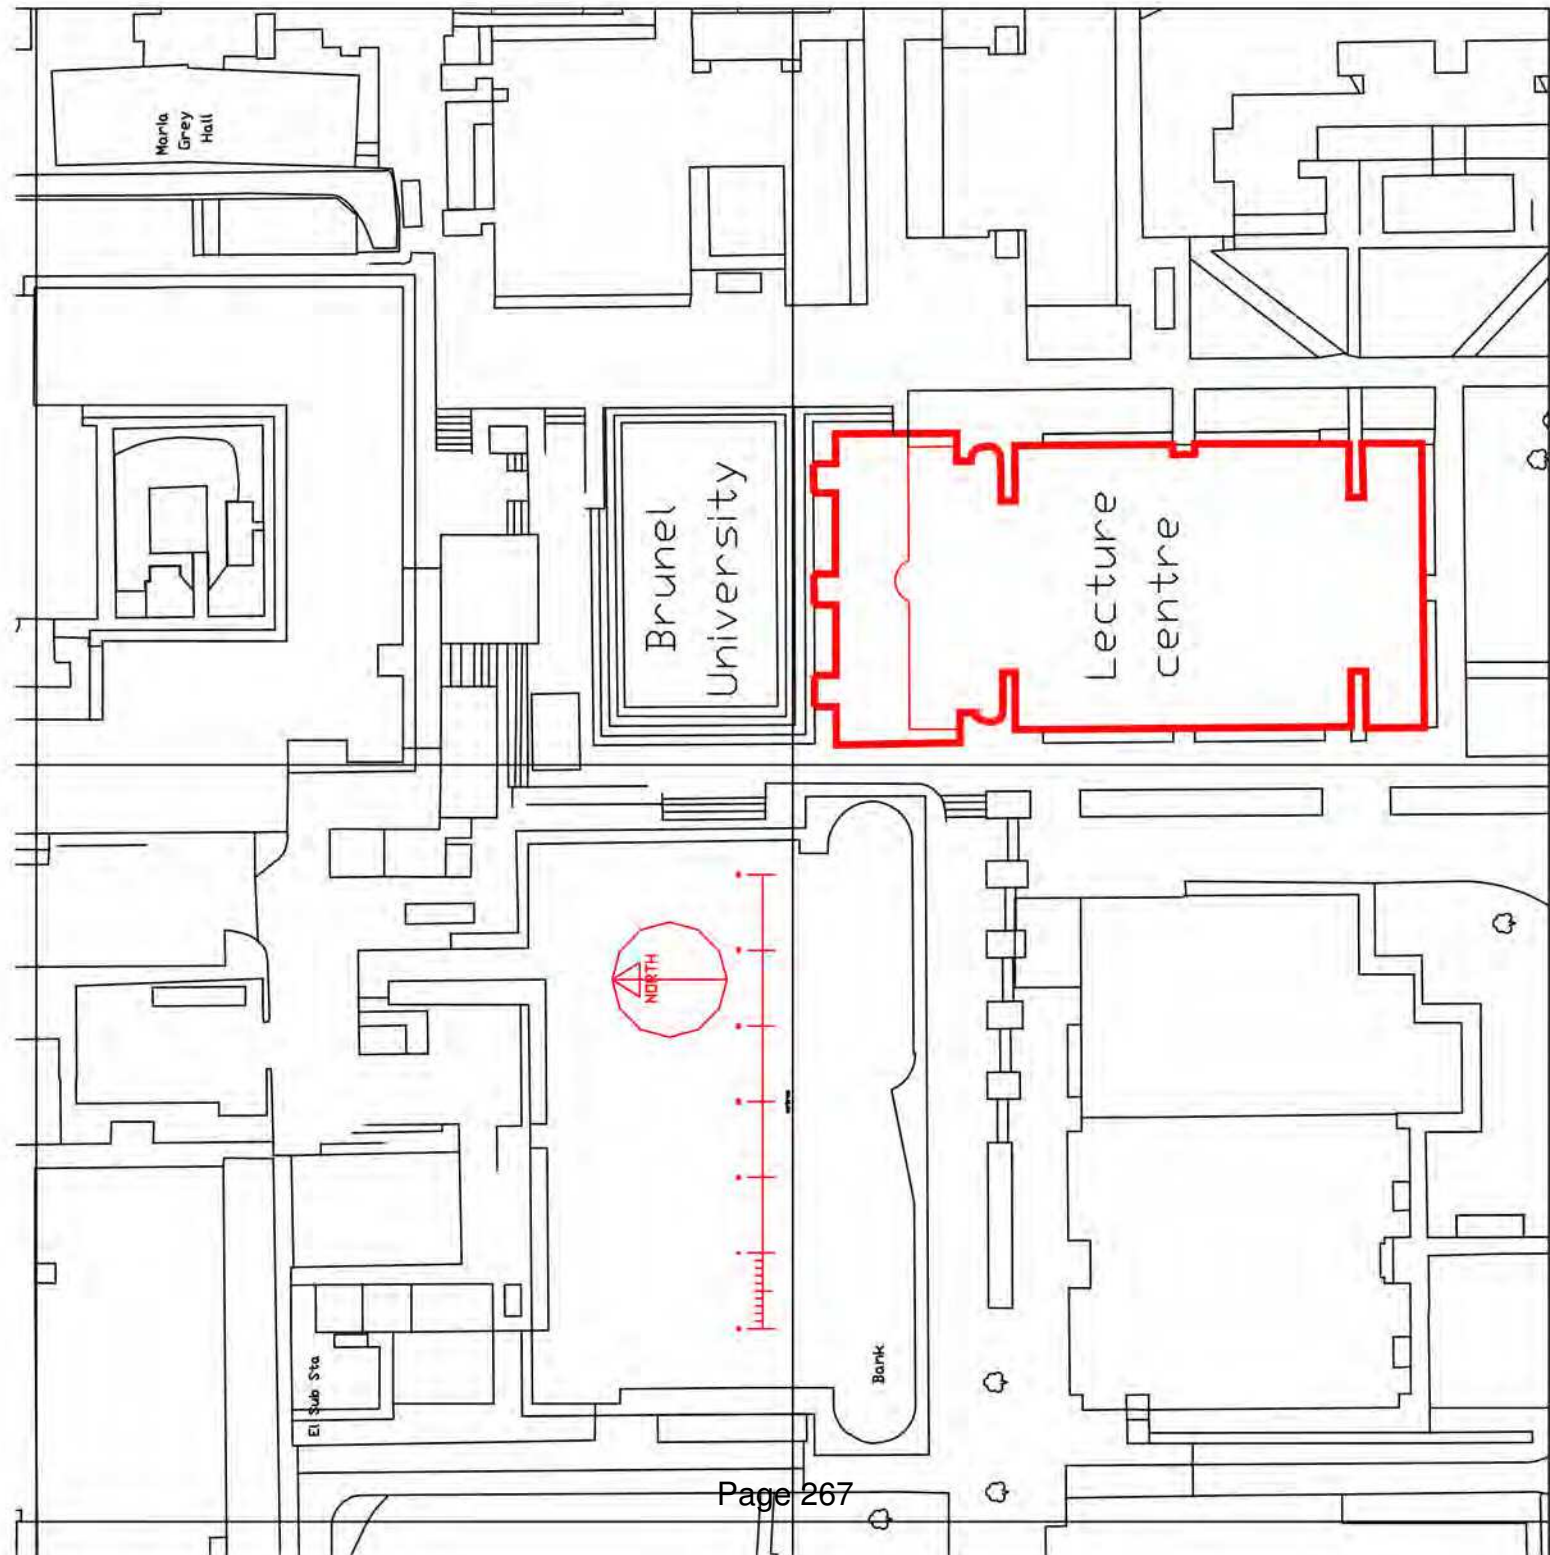 Maria
Grey
Hall
Brunel
University
Lecture
centre
NORTH
Bank
El Sub Sta
Page 267